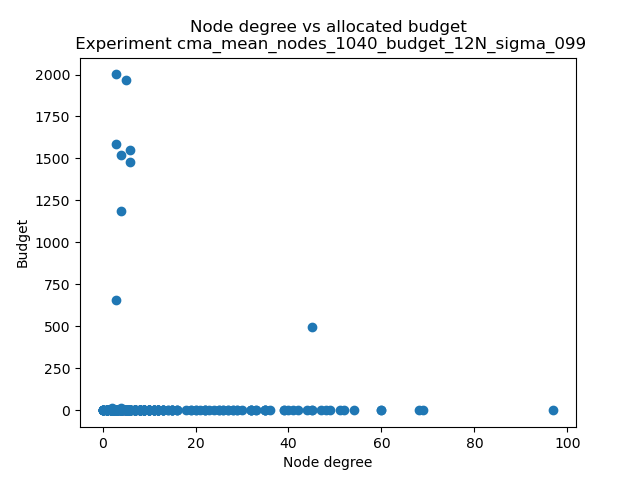 Node degree vs allocated budget
Experiment cma_mean_nodes_1040_budget_12N_sigma_099
2000
1750
1500
1250
1000
750
500
250
0
Budget
0 20 40 60 80 100
Node degree